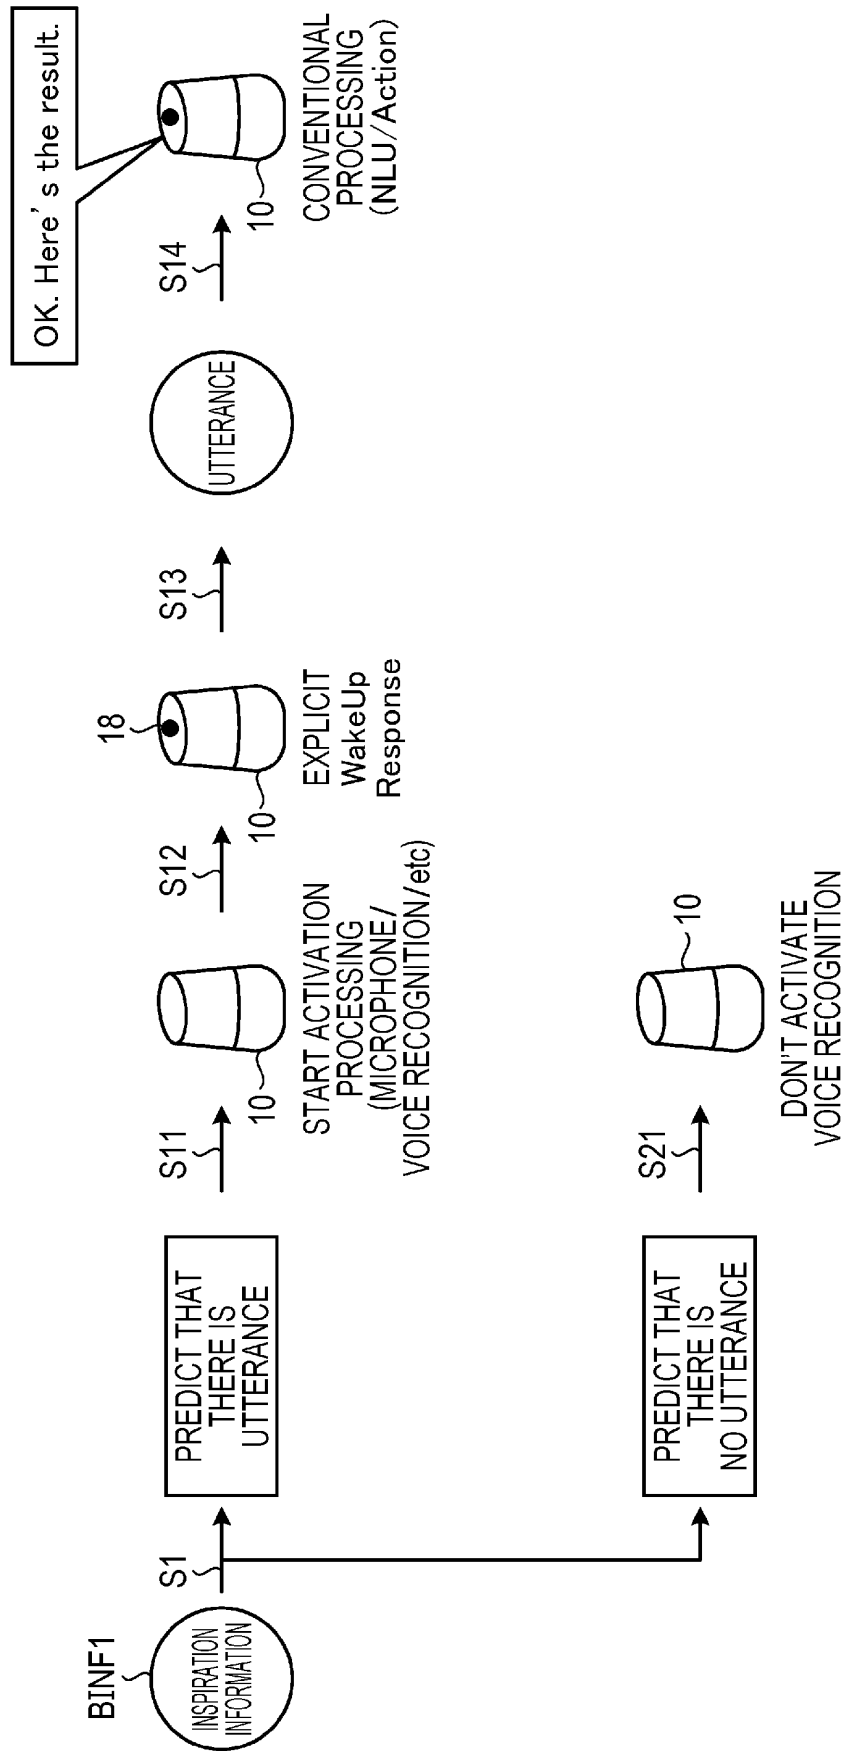 BINF1
INSPIRATION
INFORMATION
S1
PREDICT THAT
THERE IS
UTTERANCE
S11
10
START ACTIVATION
PROCESSING
(MICROPHONE/
VOICE RECOGNITION/etc)
S12
18
10
EXPLICIT
WakeUp
Response
S13
UTTERANCE
S14
OK. Here's the result.
10
CONVENTIONAL
PROCESSING
(NLU/Action)
PREDICT THAT
THERE IS
NO UTTERANCE
S21
10
DON'T ACTIVATE
VOICE RECOGNITION